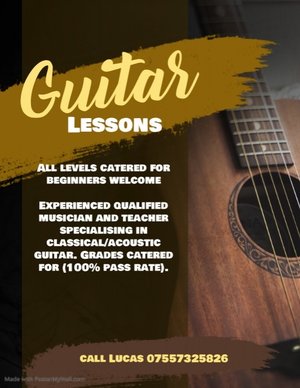 Guitar
LESSONS
ALL LEVELS CATERED FOR
BEGINNERS WELCOME
EXPERIENCED QUALIFIED
MUSICIAN AND TEACHER
SPECIALISING IN
CLASSICAL/ACOUSTIC
GUITAR. GRADES CATERED
FOR (100% PASS RATE).
CALL LUCAS 07557325826
Made with PosterMyWall.com